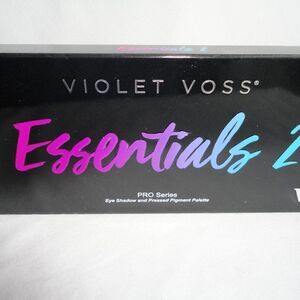 Essentials 2
VIOLET VOSS®
Essentials 2
PRO Series
Eye Shadow and Pressed Pigment Palette